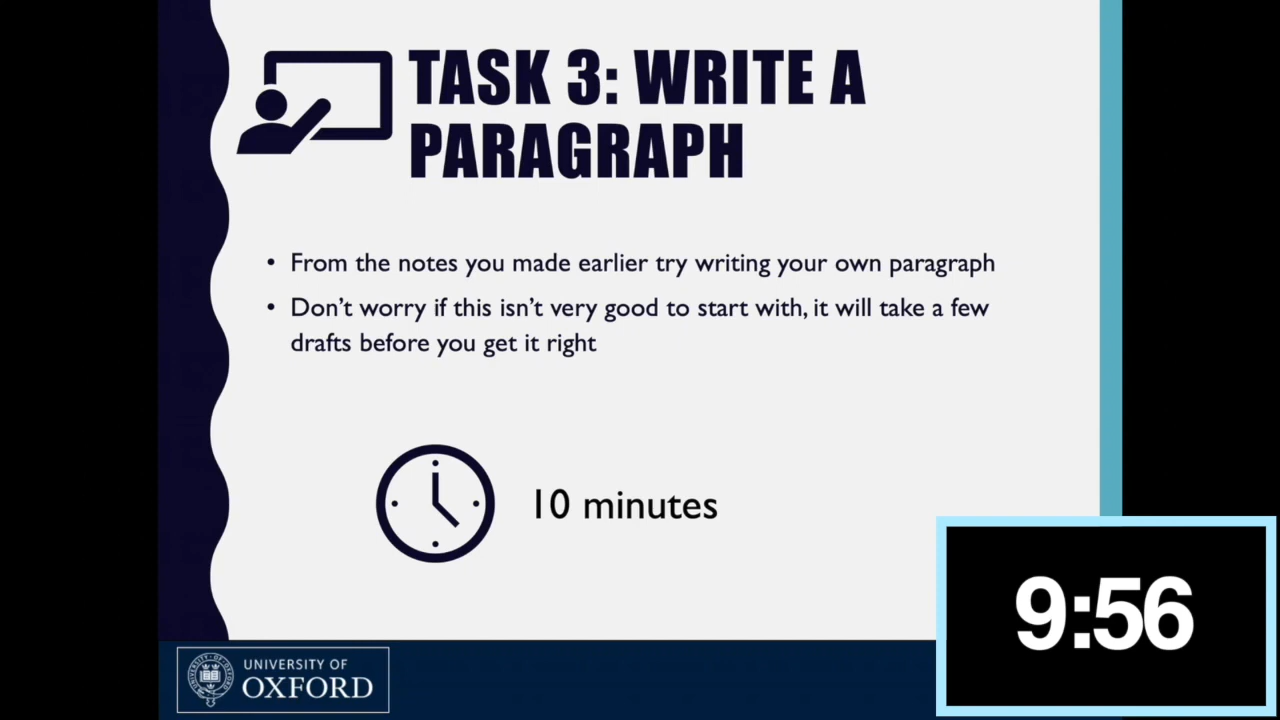 TASK 3: WRITE A
PARAGRAPH
• From the notes you made earlier try writing your own paragraph
• Don’t worry if this isn’t very good to start with, it will take a few
drafts before you get it right
10 minutes
9:56
UNIVERSITY OF
OXFORD